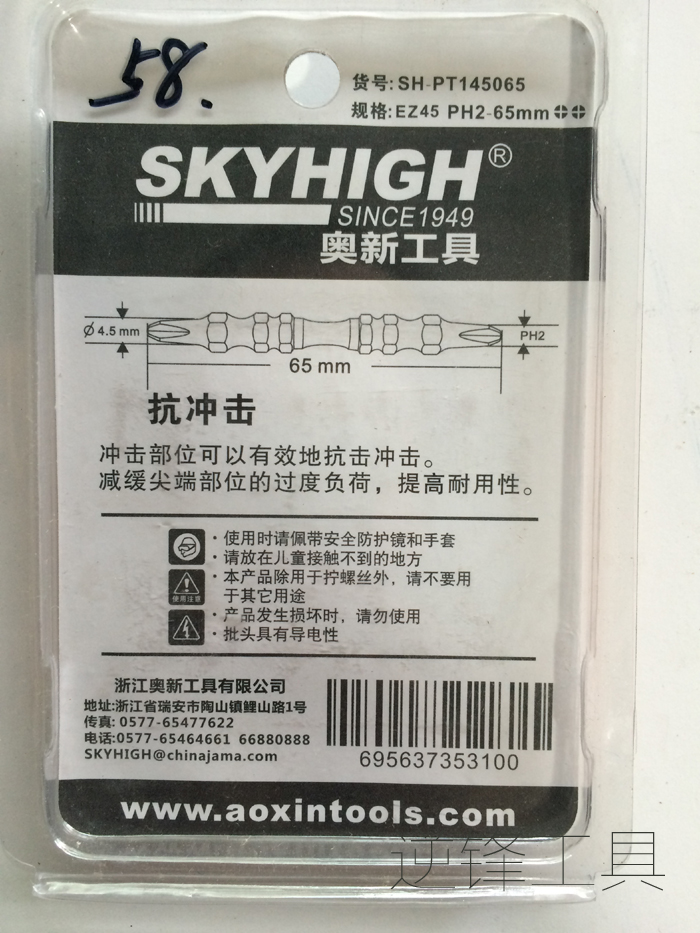 58.
货号: SH-PT145065
规格: EZ45 PH2-65mm
SKYHIGH®
SINCE1949
奥新工具
Ø 4.5 mm
PH2
65 mm
抗冲击
冲击部位可以有效地抗击冲击。
减缓尖端部位的过度负荷，提高耐用性。
·使用时请佩带安全防护镜和手套
·请放在儿童接触不到的地方
·本产品除用于拧螺丝外，请不要用
于其它用途
使用注意
·产品发生损坏时，请勿使用
·批头具有导电性
浙江奥新工具有限公司
地址:浙江省瑞安市陶山镇鲤山路1号
传真: 0577-65477622
电话:0577-65464661 66880888
SKYHIGH@chinajama.com
695637353100
www.aoxintools.com
逆锋工具